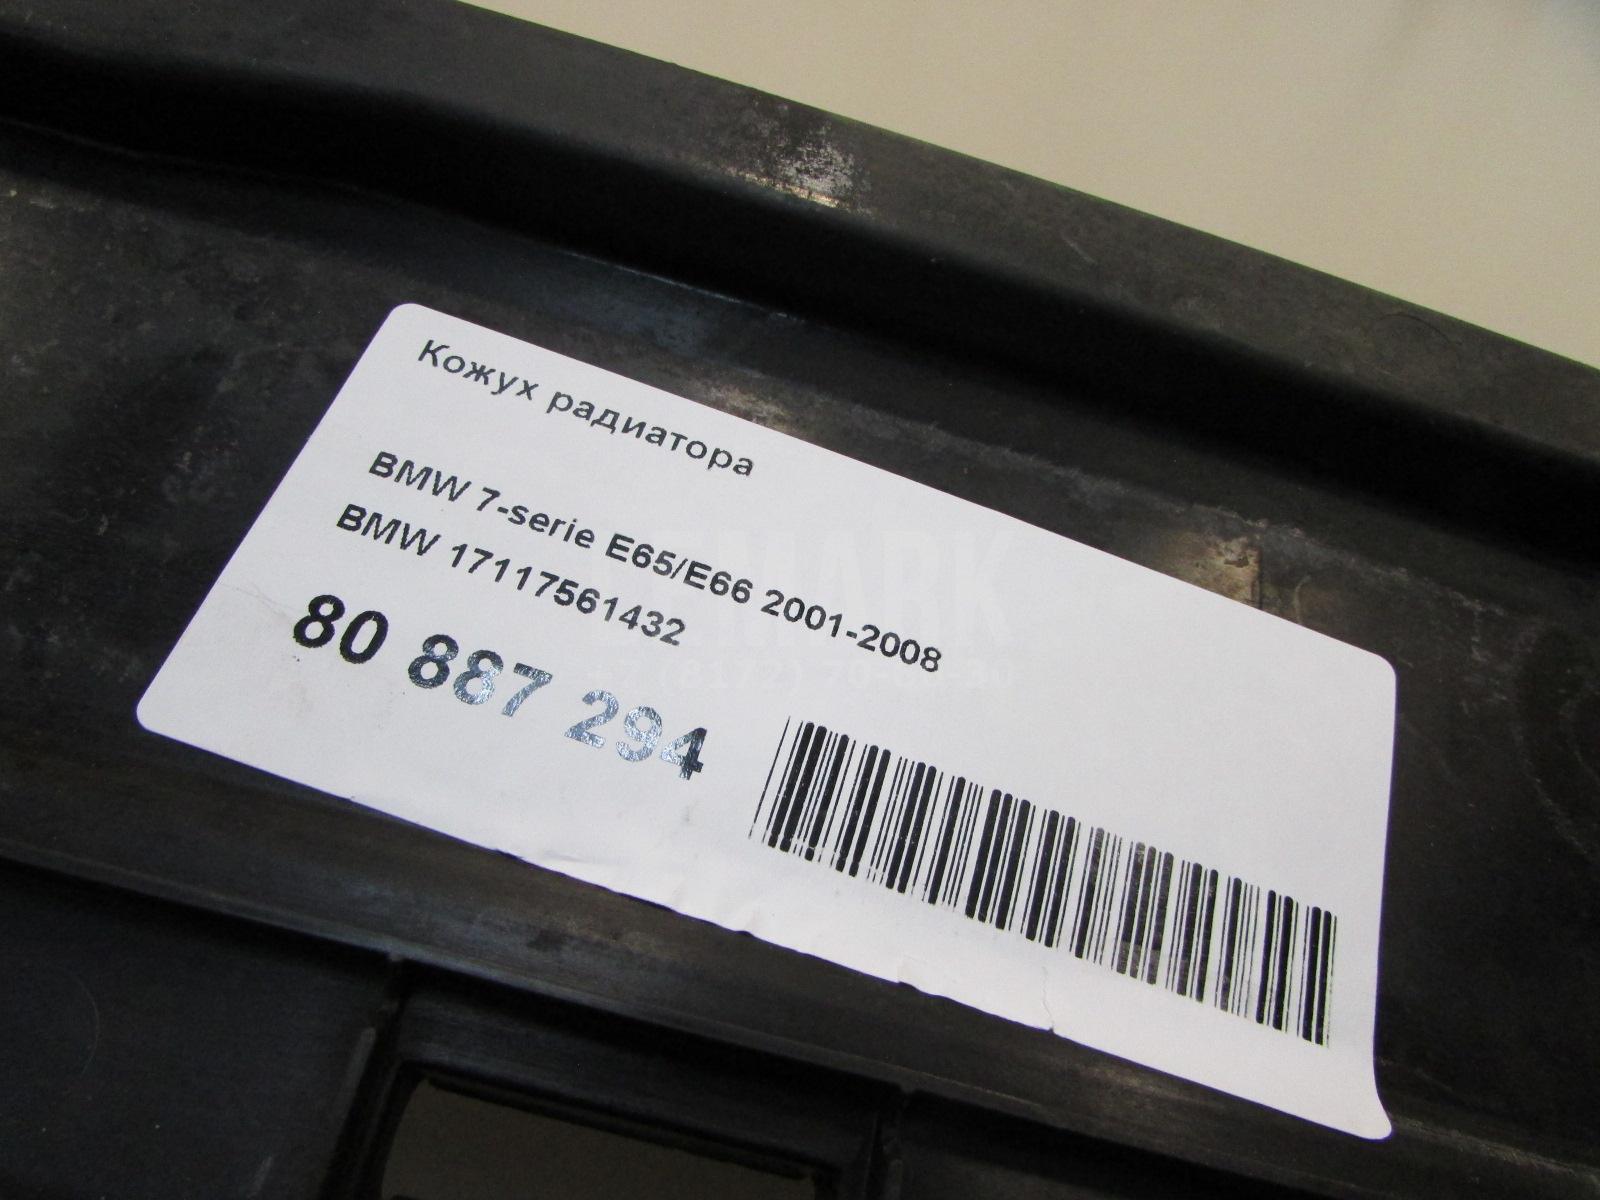 Кожух радиатора
BMW 7-serie E65/E66 2001-2008
BMW 17117561432
80 887 294